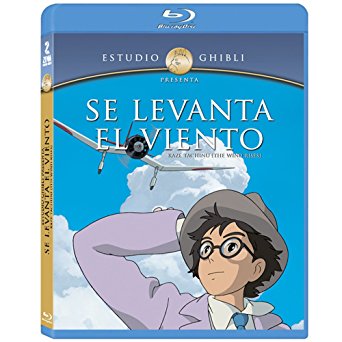 Blu-ray Disc
ESTUDIO GHIBLI
PRESENTA
SE LEVANTA
EL VIENTO
KAZE TACHINU (THE WIND RISES)
SE LEVANTA EL VIENTO